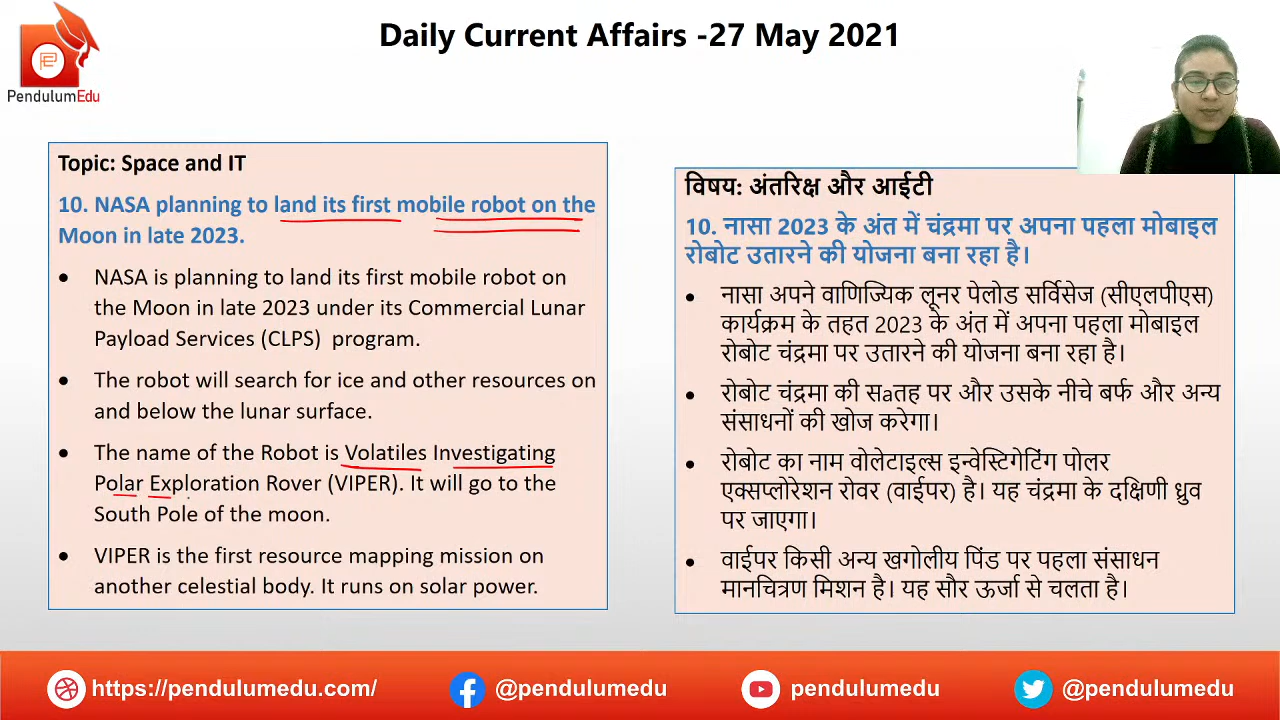 Daily Current Affairs -27 May 2021
PendulumEdu
Topic: Space and IT
10. NASA planning to land its first mobile robot on the
Moon in late 2023.
• NASA is planning to land its first mobile robot on
the Moon in late 2023 under its Commercial Lunar
Payload Services (CLPS) program.
• The robot will search for ice and other resources on
and below the lunar surface.
• The name of the Robot is Volatiles Investigating
Polar Exploration Rover (VIPER). It will go to the
South Pole of the moon.
• VIPER is the first resource mapping mission on
another celestial body. It runs on solar power.
विषय: अंतरिक्ष और आईटी
10. नासा 2023 के अंत में चंद्रमा पर अपना पहला मोबाइल
रोबोट उतारने की योजना बना रहा है।
• नासा अपने वाणिज्यिक लूनर पेलोड सर्विसेज (सीएलपीएस)
कार्यक्रम के तहत 2023 के अंत में अपना पहला मोबाइल
रोबोट चंद्रमा पर उतारने की योजना बना रहा है।
• रोबोट चंद्रमा की सaतह पर और उसके नीचे बर्फ और अन्य
संसाधनों की खोज करेगा।
• रोबोट का नाम वोलेटाइल्स इन्वेस्टिगेटिंग पोलर
एक्सप्लोरेशन रोवर (वाईपर) है। यह चंद्रमा के दक्षिणी ध्रुव
पर जाएगा।
• वाईपर किसी अन्य खगोलीय पिंड पर पहला संसाधन
मानचित्रण मिशन है। यह सौर ऊर्जा से चलता है।
https://pendulumedu.com/
@pendulumedu
pendulumedu
@pendulumedu